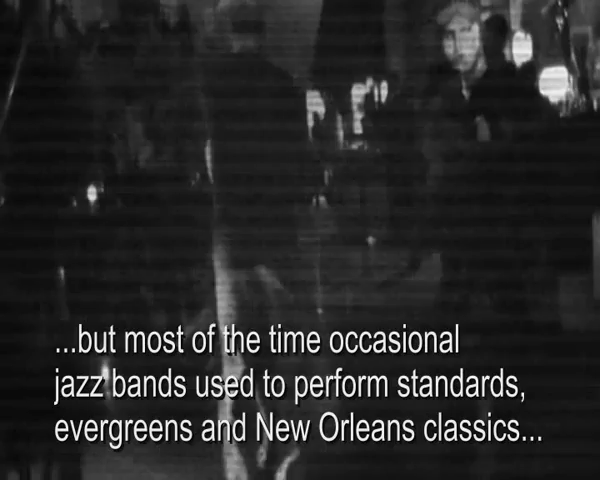 ...but most of the time occasional
jazz bands used to perform standards,
evergreens and New Orleans classics...